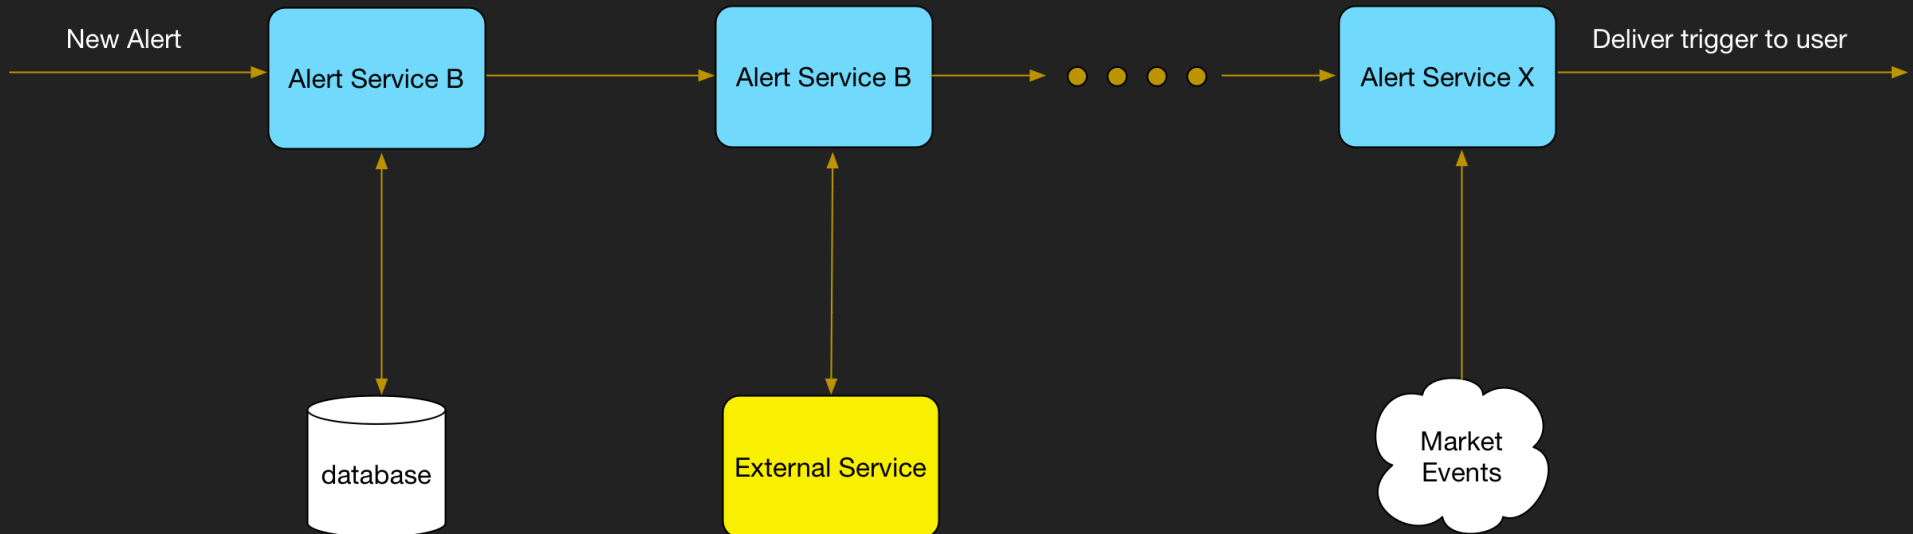 New Alert
Alert Service B
Alert Service B
Alert Service X
Deliver trigger to user
database
External Service
Market
Events